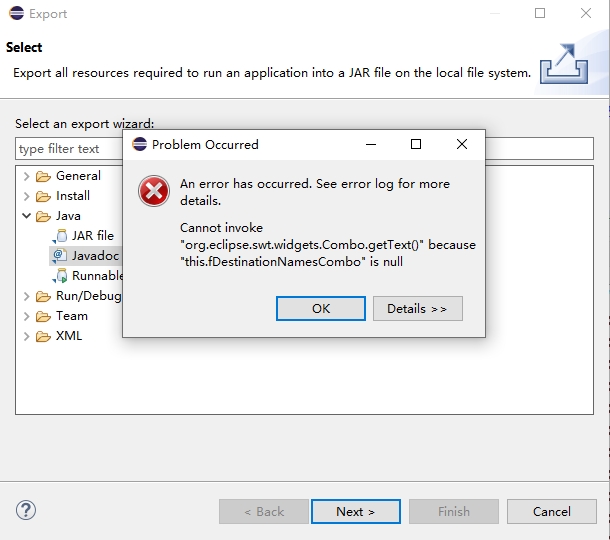 Export
Select
Export all resources required to run an application into a JAR file on the local file system.
Select an export wizard:
type filter text
General
Install
Java
JAR file
Javadoc
Runnable
Run/Debug
Team
XML
Problem Occurred
An error has occurred. See error log for more
details.
Cannot invoke
"org.eclipse.swt.widgets.Combo.getText()" because
"this.fDestinationNamesCombo" is null
OK
Details >>
?
< Back
Next >
Finish
Cancel